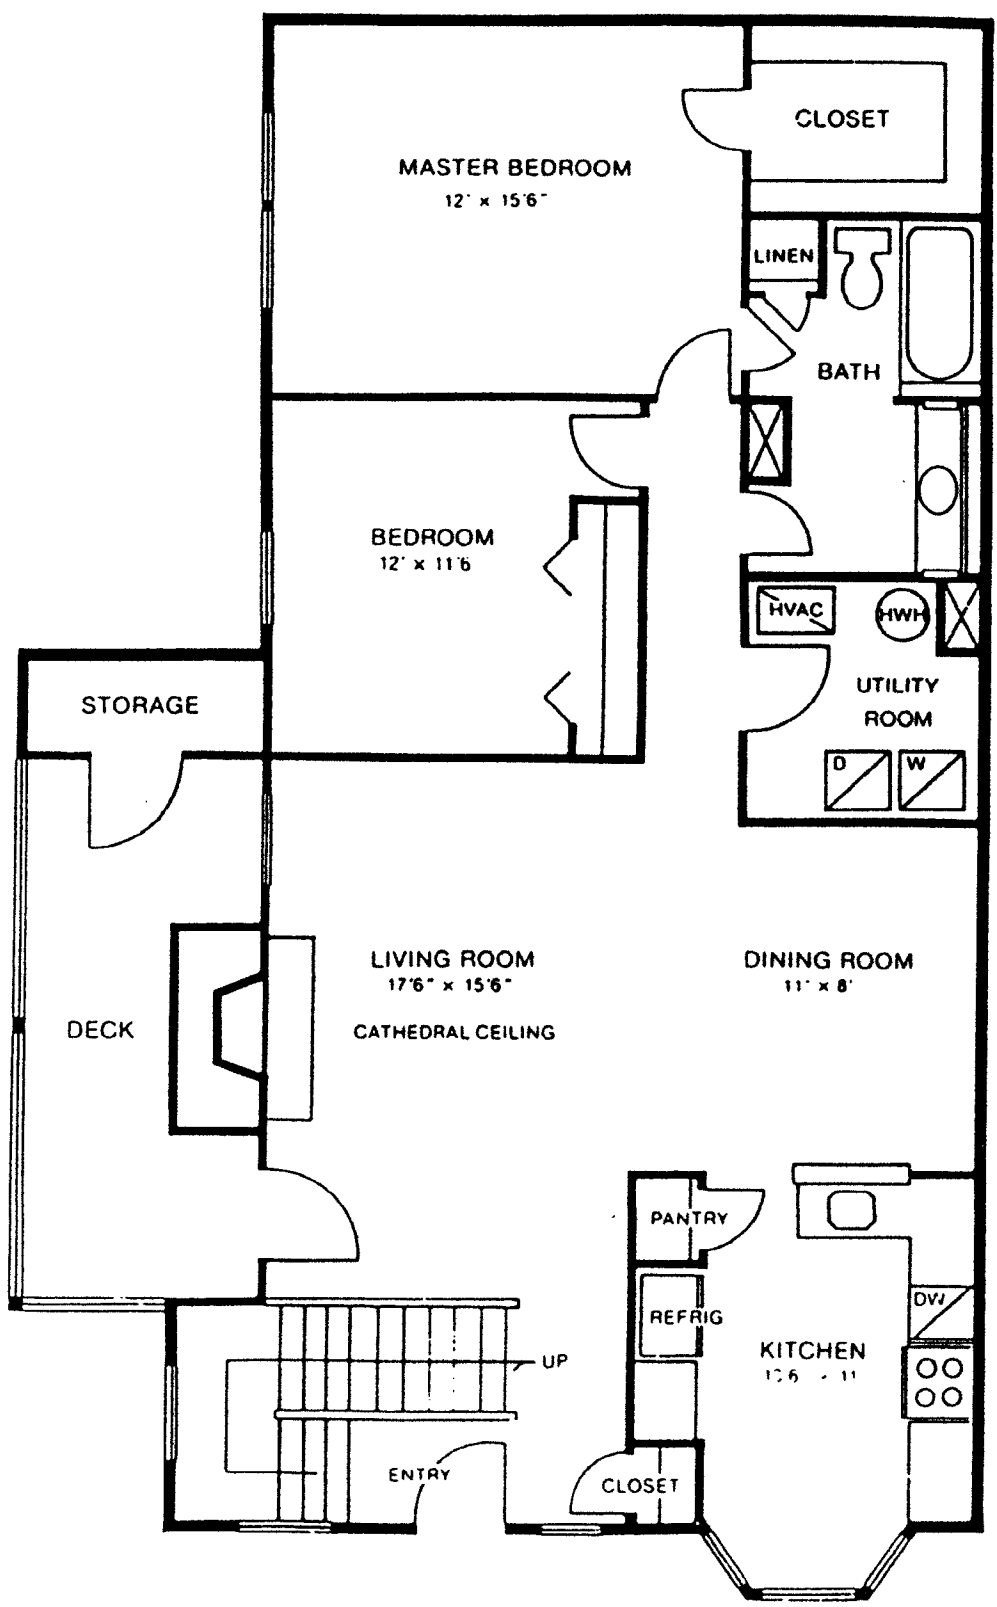 CLOSET
MASTER BEDROOM
12' x 15'6"
LINEN
BATH
BEDROOM
12' x 11'6
HVAC
HWH
UTILITY
ROOM
STORAGE
D
W
LIVING ROOM
17'6" x 15'6"
DINING ROOM
11' x 8'
DECK
CATHEDRAL CEILING
PANTRY
DW
REFRIG
KITCHEN
UP
ENTRY
CLOSET